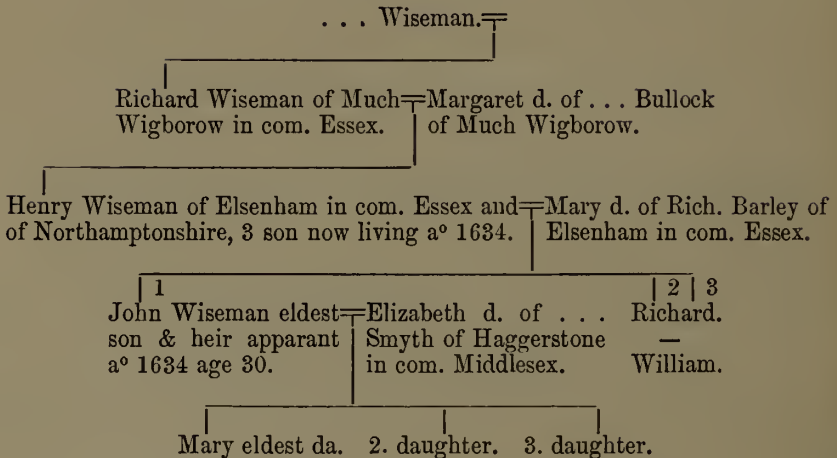 . . . Wiseman.
Richard Wiseman of Much Margaret d. of . . . Bullock
Wigborow in com. Essex. of Much Wigborow.
Henry Wiseman of Elsenham in com. Essex and Mary d. of Rich. Barley of
of Northamptonshire, 3 son now living aº 1634. Elsenham in com. Essex.
1 2 3
John Wiseman eldest Elizabeth d. of . . . Richard.
son & heir apparant Smyth of Haggerstone —
aº 1634 age 30. in com. Middlesex. William.
Mary eldest da. 2. daughter. 3. daughter.